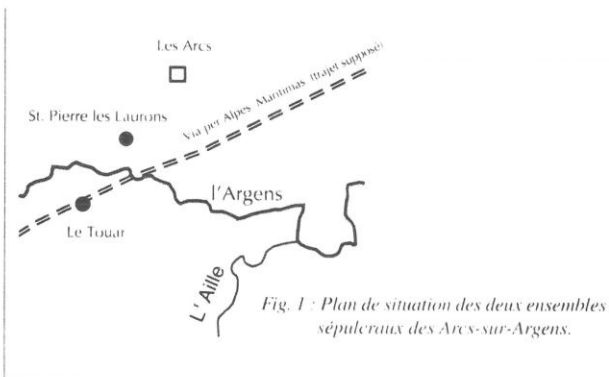 Les Arcs
Via per Alpes Maritimas (trajet supposé)
St. Pierre les Laurons
l'Argens
Le Touar
L'Aille
Fig. 1 : Plan de situation des deux ensembles
sépulcraux des Arcs-sur-Argens.